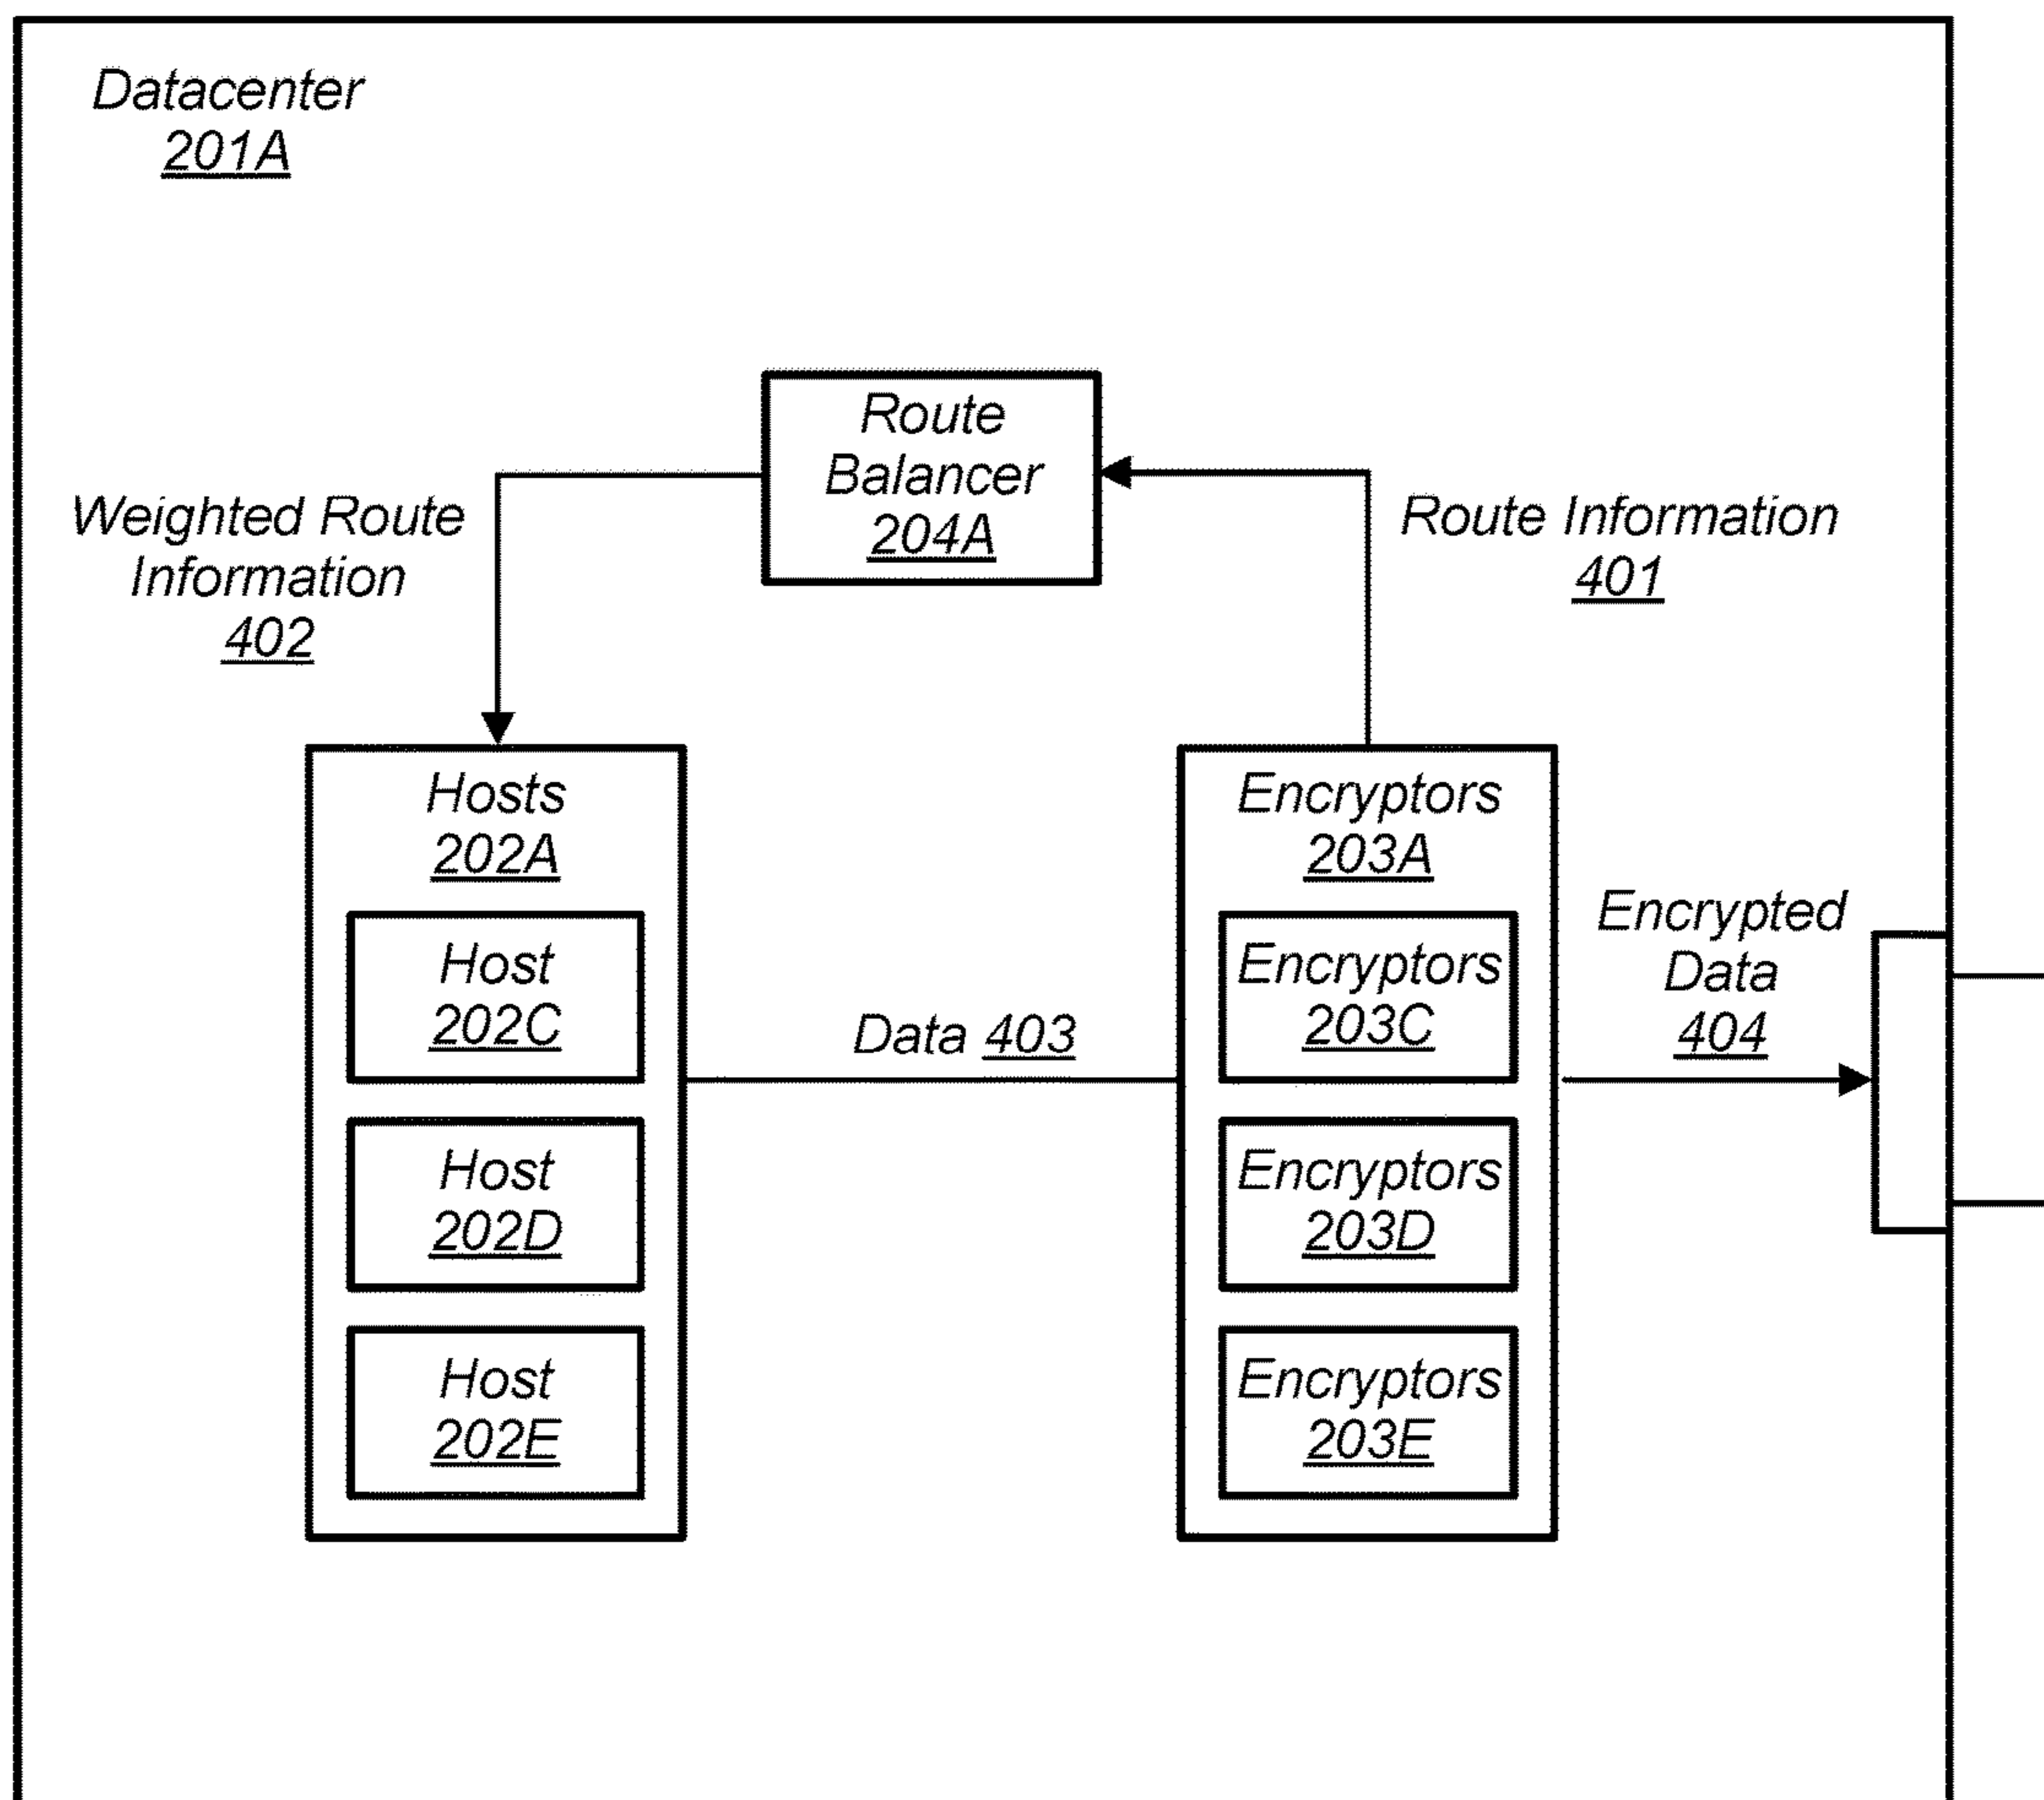 Datacenter
201A
Route
Balancer
204A
Weighted Route
Information
402
Route Information
401
Hosts
202A
Host
202C
Host
202D
Host
202E
Data 403
Encryptors
203A
Encryptors
203C
Encryptors
203D
Encryptors
203E
Encrypted
Data
404